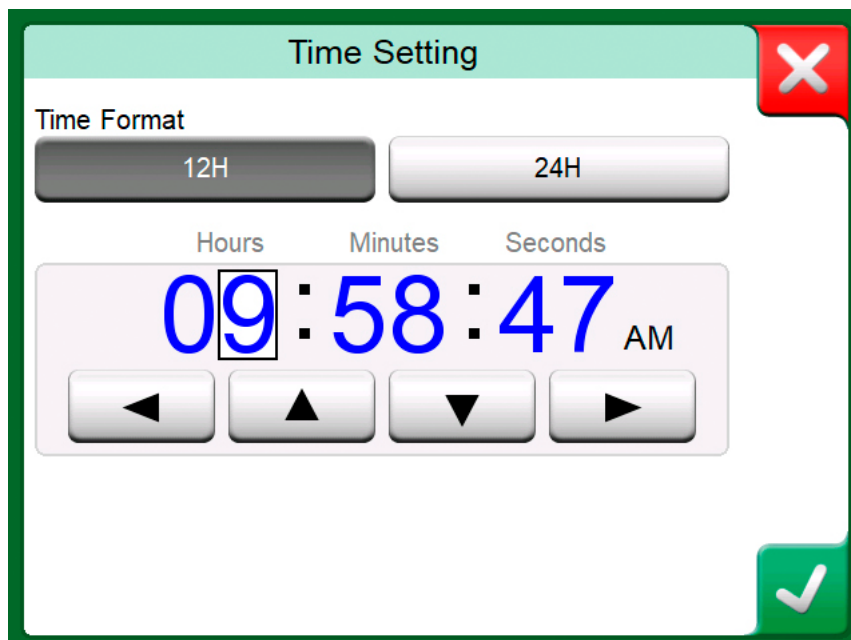 Time Setting
Time Format
12H 24H
Hours Minutes Seconds
09:58:47 AM